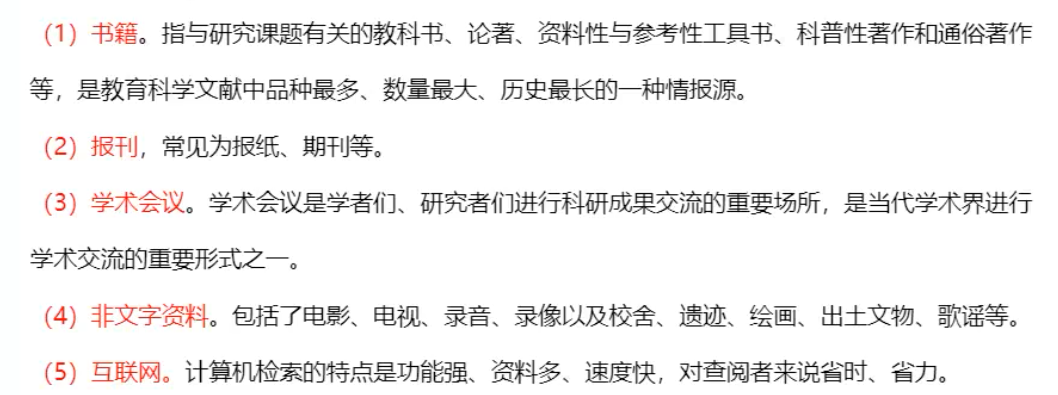 （1）书籍。指与研究课题有关的教科书、论著、资料性与参考性工具书、科普性著作和通俗著作
等，是教育科学文献中品种最多、数量最大、历史最长的一种情报源。
（2）报刊，常见为报纸、期刊等。
（3）学术会议。学术会议是学者们、研究者们进行科研成果交流的重要场所，是当代学术界进行
学术交流的重要形式之一。
（4）非文字资料。包括了电影、电视、录音、录像以及校舍、遗迹、绘画、出土文物、歌谣等。
（5）互联网。计算机检索的特点是功能强、资料多、速度快，对查阅者来说省时、省力。